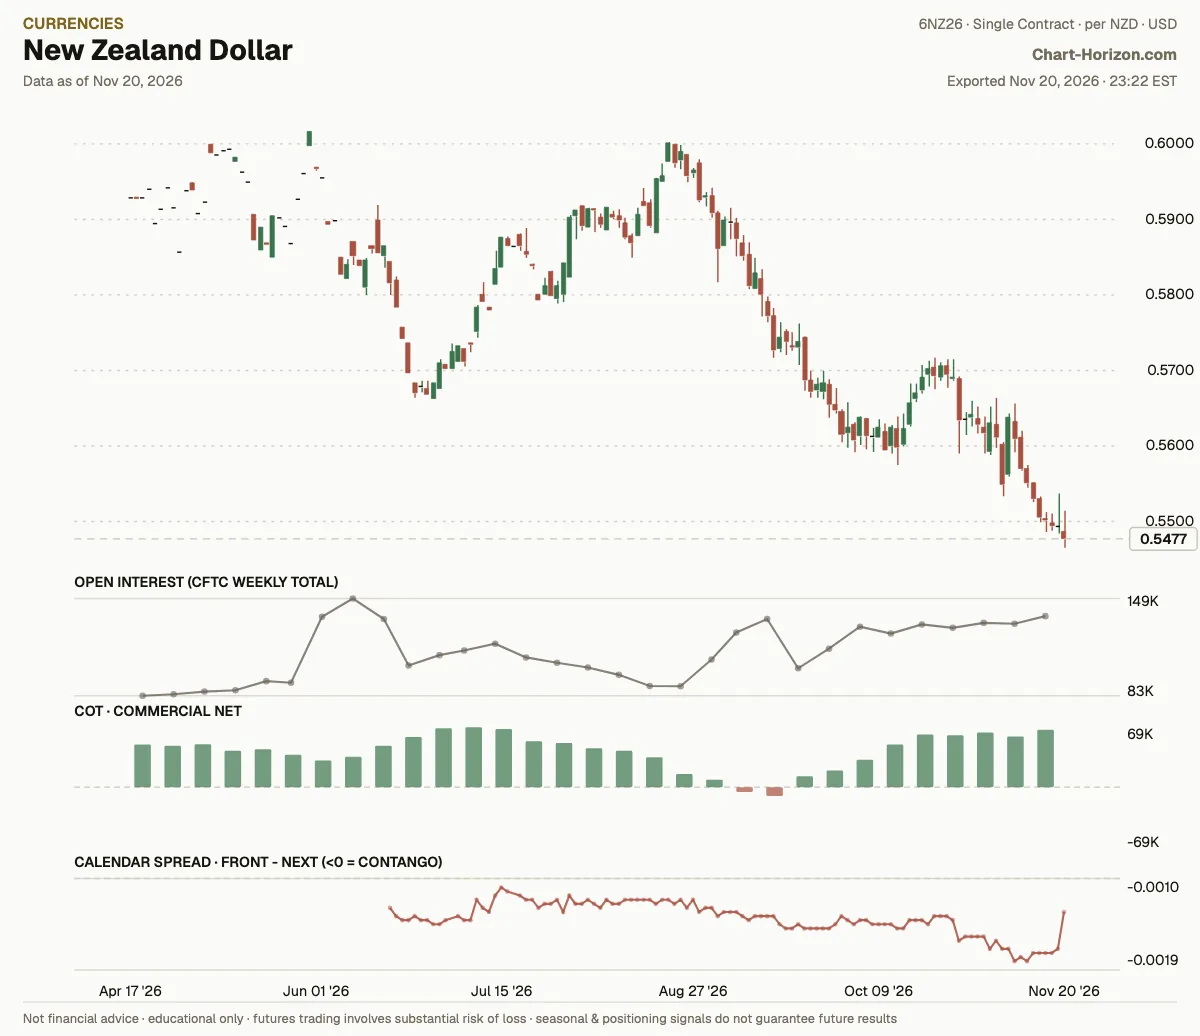 CURRENCIES
6NZ26 · Single Contract · per NZD · USD
New Zealand Dollar
Chart-Horizon.com
Data as of Nov 20, 2026
Exported Nov 20, 2026 · 23:22 EST
0.6000
0.5900
0.5800
0.5700
0.5600
0.5500
0.5477
OPEN INTEREST (CFTC WEEKLY TOTAL)
149K
83K
COT · COMMERCIAL NET
69K
-69K
CALENDAR SPREAD · FRONT - NEXT (<0 = CONTANGO)
-0.0010
-0.0019
Apr 17 '26 Jun 01 '26 Jul 15 '26 Aug 27 '26 Oct 09 '26 Nov 20 '26
Not financial advice · educational only · futures trading involves substantial risk of loss · seasonal & positioning signals do not guarantee future results